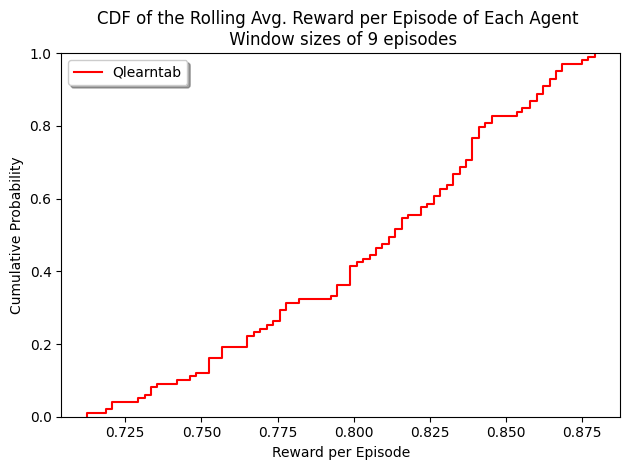 CDF of the Rolling Avg. Reward per Episode of Each Agent
Window sizes of 9 episodes
Qlearntab
Cumulative Probability
1.0
0.8
0.6
0.4
0.2
0.0
0.725 0.750 0.775 0.800 0.825 0.850 0.875
Reward per Episode